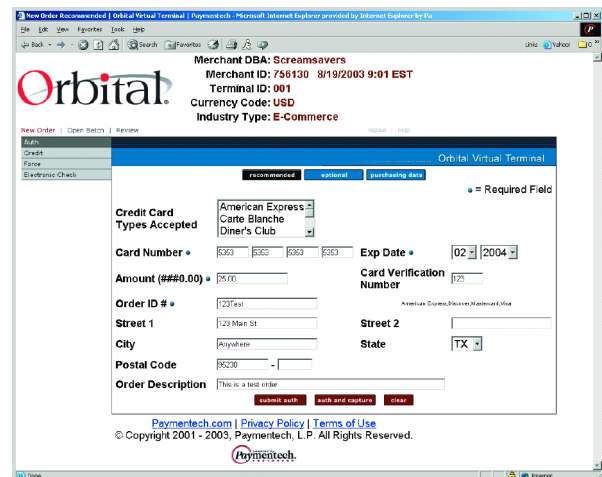 New Order Recommended | Orbital Virtual Terminal | Paymentech - Microsoft Internet Explorer provided by Internet Explorer by Pa
File Edit View Favorites Tools Help
Back Search Favorites Links Yahoo!
Orbital
Merchant DBA: Screamsavers
Merchant ID: 756130 8/19/2003 9:01 EST
Terminal ID: 001
Currency Code: USD
Industry Type: E-Commerce
New Order | Open Batch | Review logout | help
Auth
Credit
Force
Electronic Check
Orbital Virtual Terminal
recommended optional purchasing data
= Required Field
Credit Card Types Accepted
American Express
Carte Blanche
Diner's Club
Card Number 5353 5353 5353 5353 Exp Date 02 2004
Amount (###0.00) 25.00 Card Verification Number 123
Order ID # 123Test American Express,Discover,Mastercard,Visa
Street 1 123 Main St Street 2
City Anywhere State TX
Postal Code 95230 -
Order Description This is a test order
submit auth auth and capture clear
Paymentech.com | Privacy Policy | Terms of Use
© Copyright 2001 - 2003, Paymentech, L.P. All Rights Reserved.
Paymentech.
Done Internet